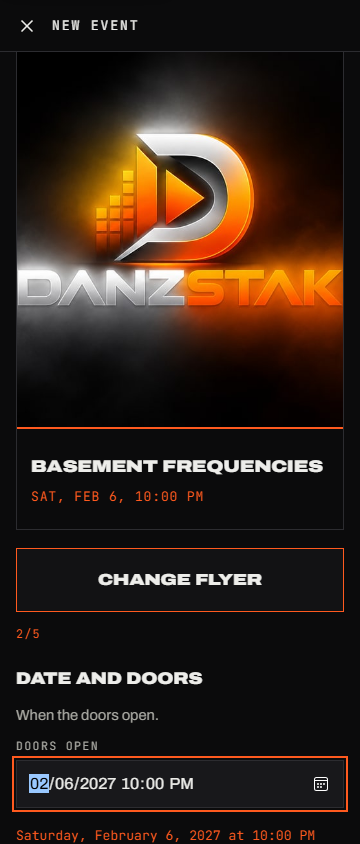 NEW EVENT
DANZSTAK
BASEMENT FREQUENCIES
SAT, FEB 6, 10:00 PM
CHANGE FLYER
2/5
DATE AND DOORS
When the doors open.
DOORS OPEN
02/06/2027 10:00 PM
Saturday, February 6, 2027 at 10:00 PM